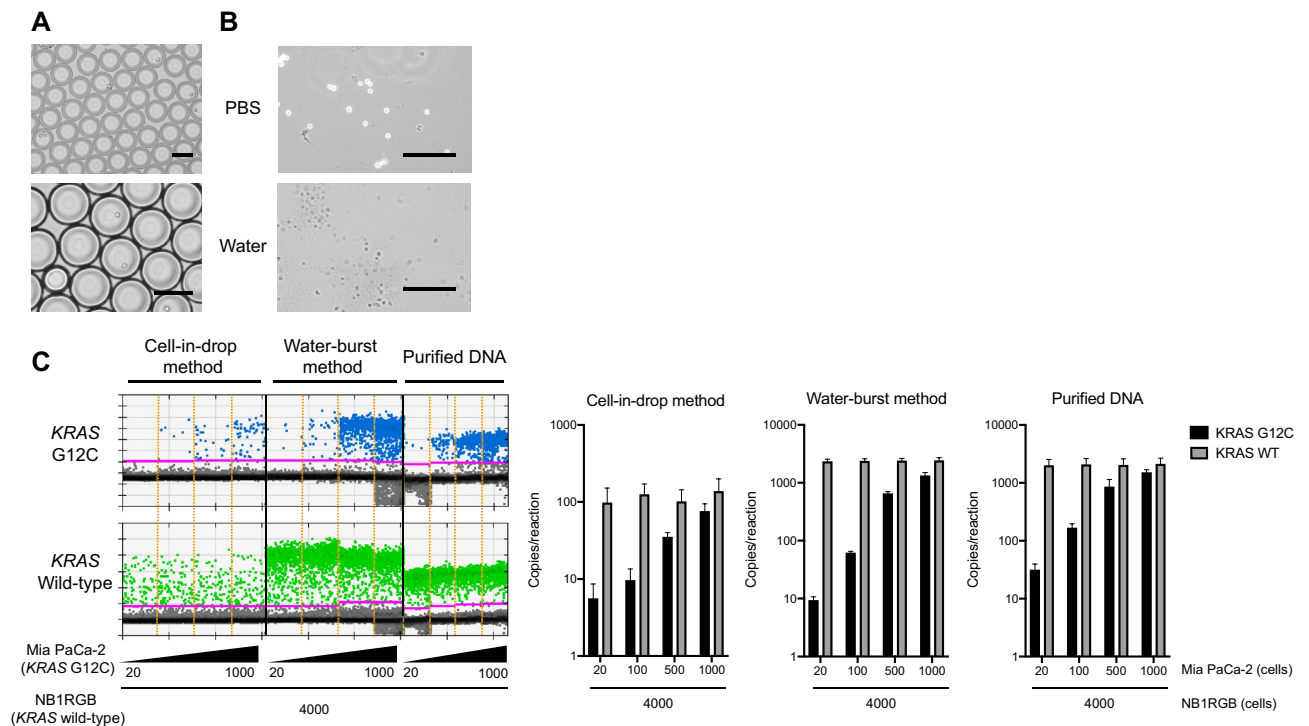 A
B
PBS
Water
C
Cell-in-drop
method
Water-burst
method
Purified DNA
KRAS
G12C
KRAS
Wild-type
Mia PaCa-2
(KRAS G12C)
20
1000
20
1000
20
1000
NB1RGB
(KRAS wild-type)
4000
Cell-in-drop method
Copies/reaction
1000
100
10
1
20
100
500
1000
4000
Water-burst method
Copies/reaction
10000
1000
100
10
1
20
100
500
1000
4000
Purified DNA
Copies/reaction
10000
1000
100
10
1
20
100
500
1000
4000
KRAS G12C
KRAS WT
Mia PaCa-2 (cells)
NB1RGB (cells)